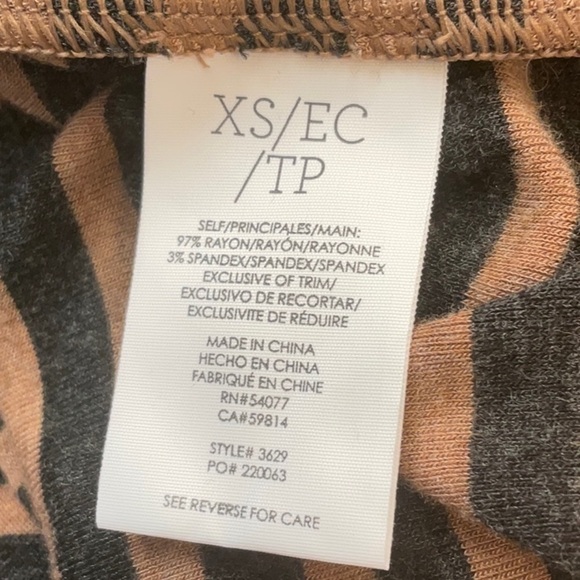 XS/EC
/TP
SELF/PRINCIPALES/MAIN:
97% RAYON/RAYÓN/RAYONNE
3% SPANDEX/SPANDEX/SPANDEX
EXCLUSIVE OF TRIM/
EXCLUSIVO DE RECORTAR/
EXCLUSIVITE DE RÉDUIRE
MADE IN CHINA
HECHO EN CHINA
FABRIQUÉ EN CHINE
RN#54077
CA#59814
STYLE# 3629
PO# 220063
SEE REVERSE FOR CARE